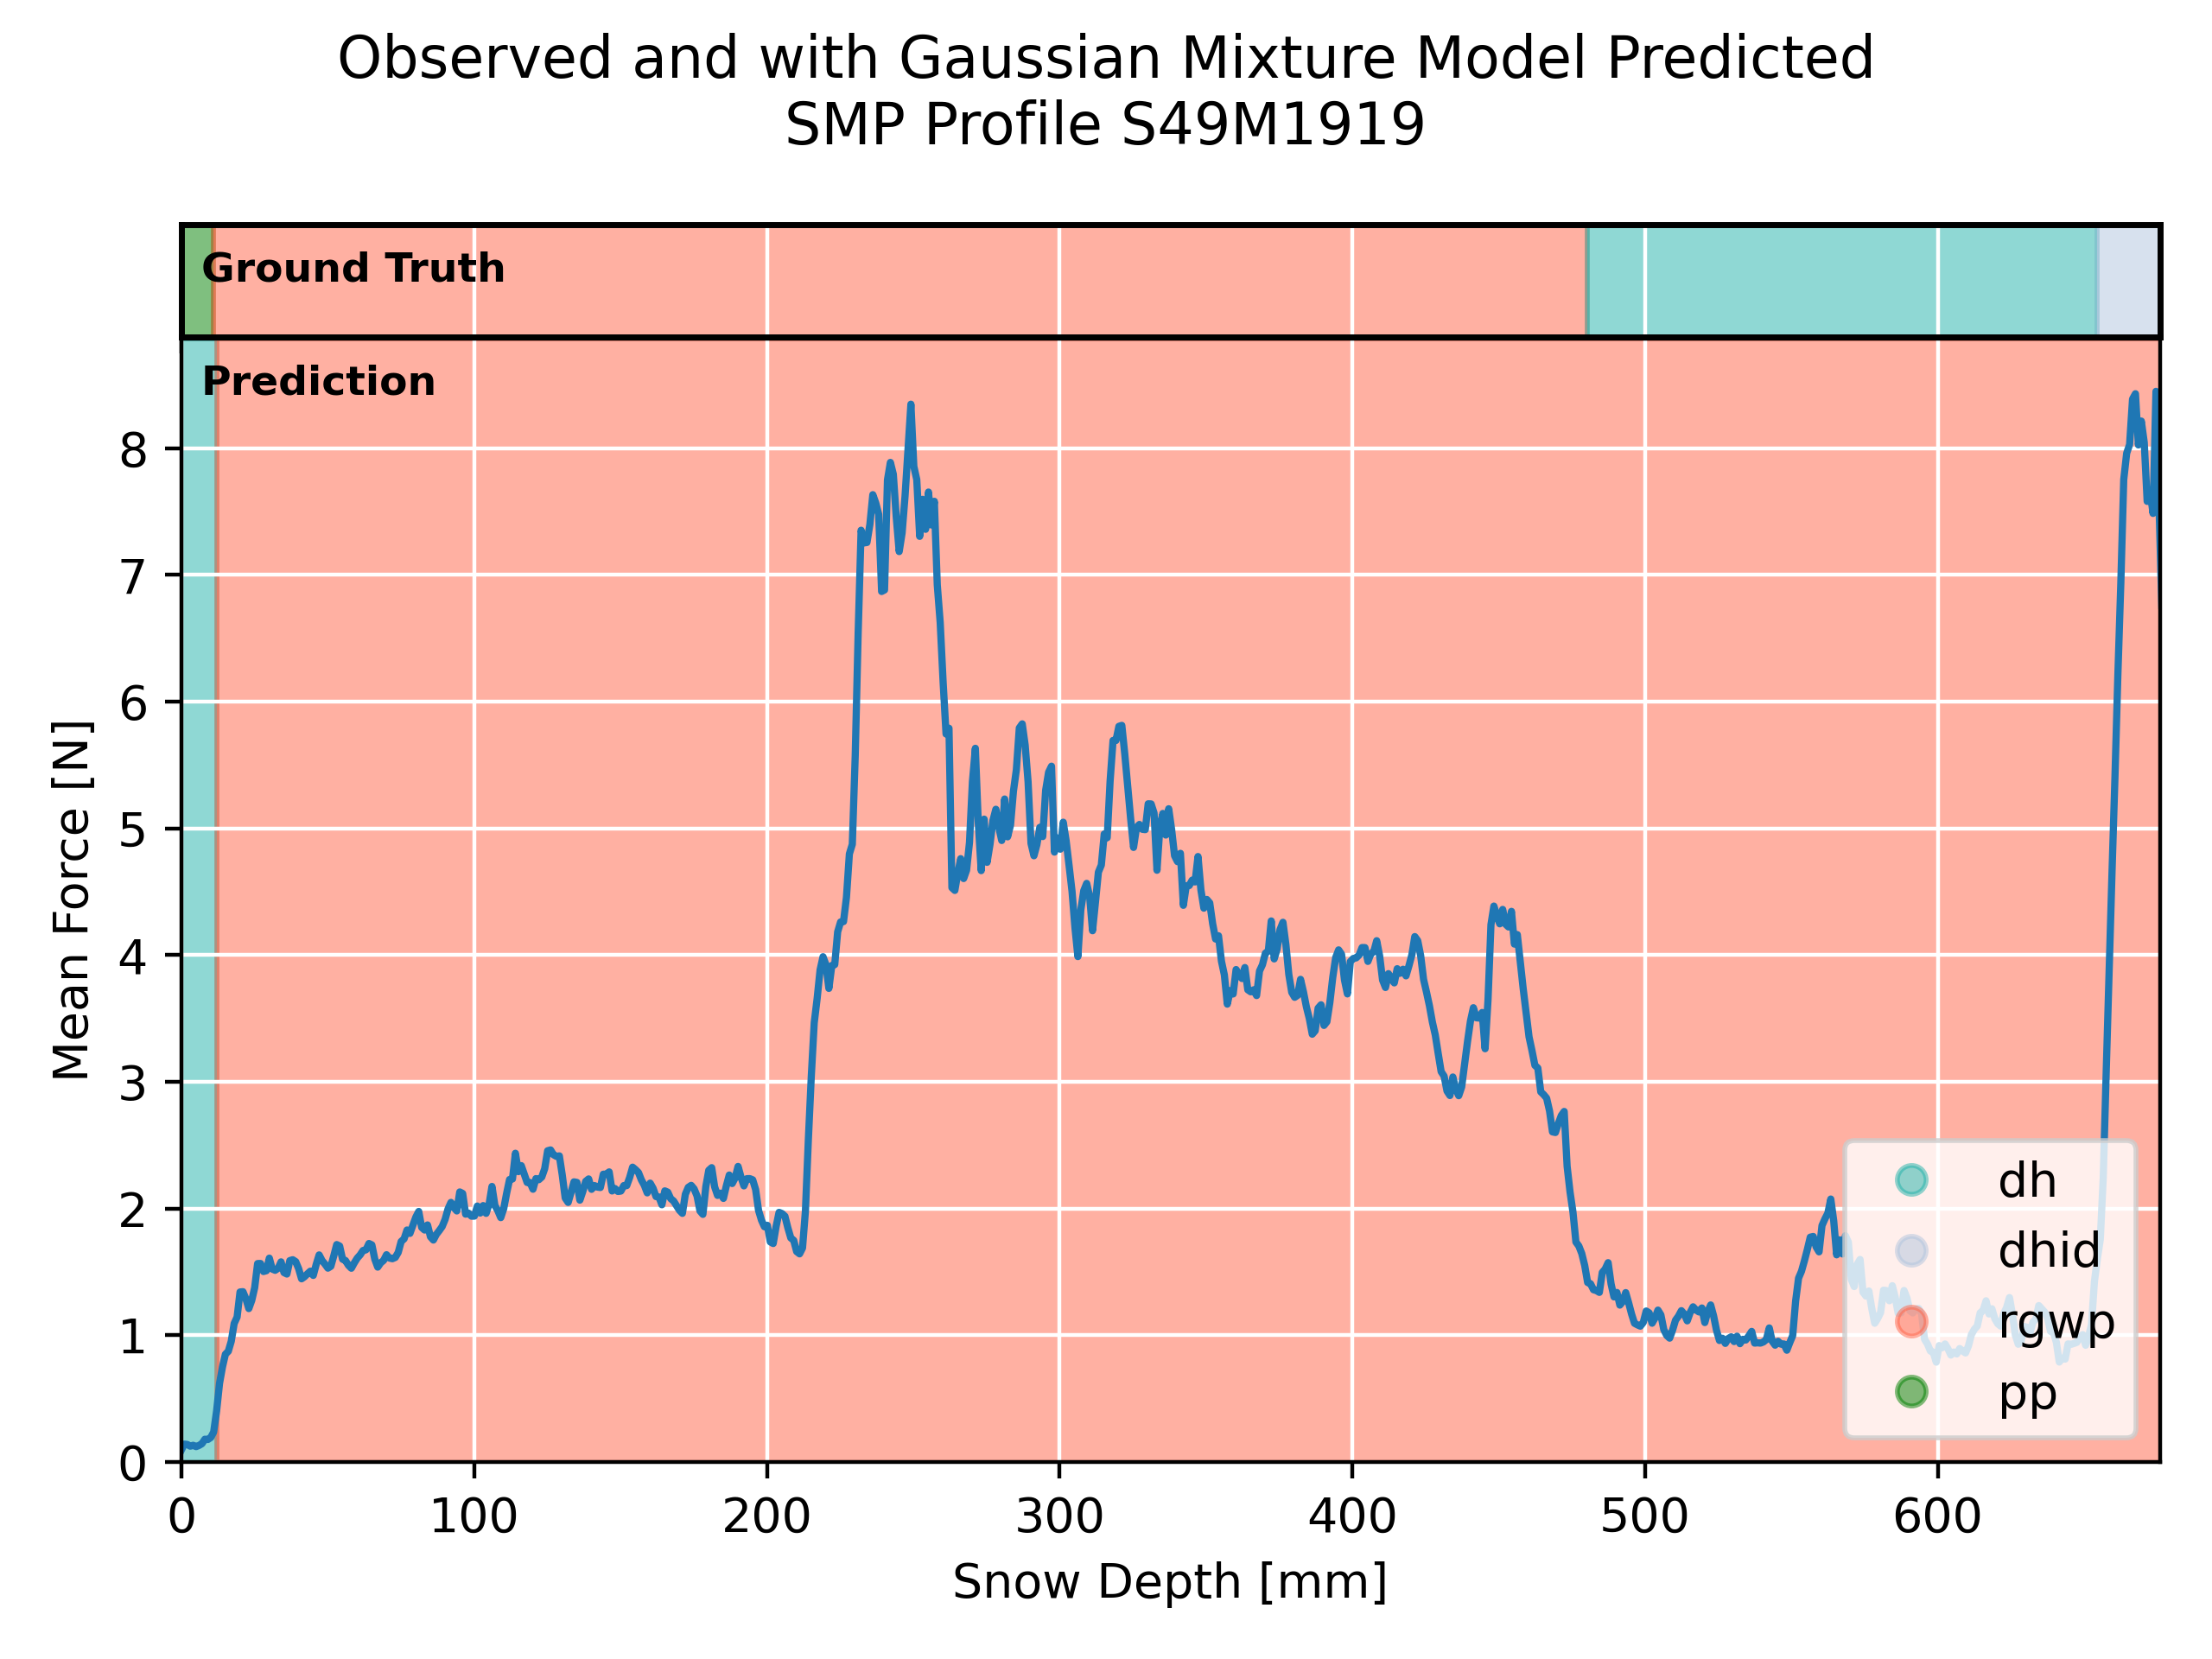 Observed and with Gaussian Mixture Model Predicted
SMP Profile S49M1919
Ground Truth
Prediction
8
7
6
5
4
3
2
1
0
Mean Force [N]
dh
dhid
rgwp
pp
0 100 200 300 400 500 600
Snow Depth [mm]